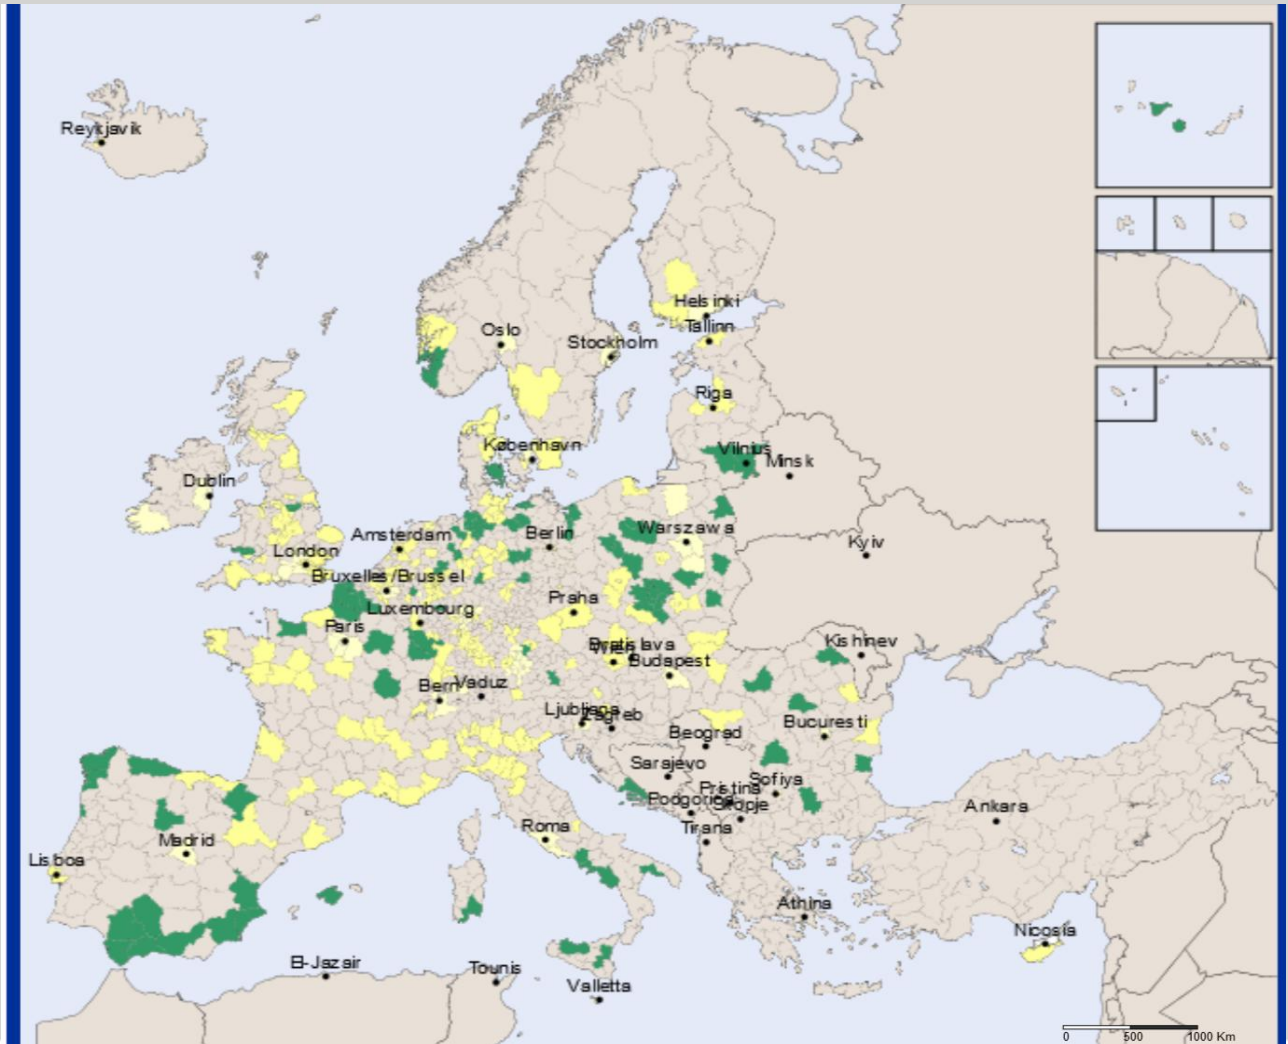 Reykjavik
Helsinki
Oslo
Tallinn
Stockholm
Riga
København
Vilnius
Minsk
Dublin
Warszawa
Amsterdam
Berlin
London
Kyiv
Bruxelles/Brussel
Praha
Luxembourg
Paris
Bratislava
Wien
Kishinev
Budapest
Bern
Vaduz
Ljubljana
Zagreb
Bucuresti
Beograd
Sarajevo
Sofiya
Pristina
Podgorica
Skopje
Ankara
Roma
Tirana
Madrid
Lisboa
Athina
Nicosia
El-Jazair
Tounis
Valletta
0 500 1000 Km